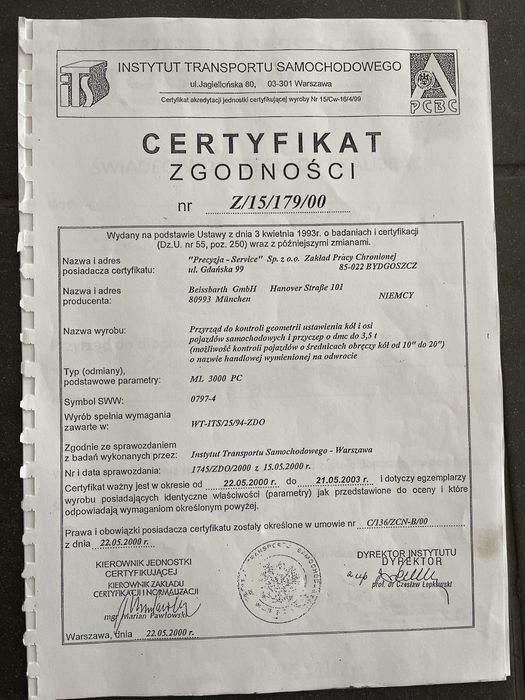 ITS
INSTYTUT TRANSPORTU SAMOCHODOWEGO
ul.Jagiellońska 80, 03-301 Warszawa
Certyfikat akredytacji jednostki certyfikującej wyroby Nr 15/Cw-16/4/99
PCBC
CERTYFIKAT
ZGODNOŚCI
nr Z/15/179/00
Wydany na podstawie Ustawy z dnia 3 kwietnia 1993r. o badaniach i certyfikacji
(Dz.U. nr 55, poz. 250) wraz z późniejszymi zmianami.
Nazwa i adres "Precyzja - Service" Sp. z o.o. Zakład Pracy Chronionej
posiadacza certyfikatu: ul. Gdańska 99 85-022 BYDGOSZCZ
Nazwa i adres Beissbarth GmbH Hanover Straße 101
producenta: 80993 München NIEMCY
Nazwa wyrobu: Przyrząd do kontroli geometrii ustawienia kół i osi
pojazdów samochodowych i przyczep o dmc do 3,5 t
(możliwość kontroli pojazdów o średnicach obręczy kół od 10" do 20")
o nazwie handlowej wymienionej na odwrocie
Typ (odmiany),
podstawowe parametry: ML 3000 PC
Symbol SWW: 0797-4
Wyrób spełnia wymagania
zawarte w: WT-ITS/25/94-ZDO
Zgodnie ze sprawozdaniem
z badań wykonanych przez: Instytut Transportu Samochodowego - Warszawa
Nr i data sprawozdania: 1745/ZDO/2000 z 15.05.2000 r.
Certyfikat ważny jest w okresie od 22.05.2000 r. do 21.05.2003 r. i dotyczy egzemplarzy
wyrobu posiadających identyczne właściwości (parametry) jak przedstawione do oceny i które
odpowiadają wymaganiom określonym powyżej.
Prawa i obowiązki posiadacza certyfikatu zostały określone w umowie nr C/136/ZCN-B/00
z dnia 22.05.2000 r.
KIEROWNIK JEDNOSTKI
CERTYFIKUJĄCEJ
KIEROWNIK ZAKŁADU
CERTYFIKACJI I NORMALIZACJI
mgr Marian Pawłowski
DYREKTOR INSTYTUTU
DYREKTOR
prof. dr Czesław Łepkowski
Warszawa, dnia 22.05.2000 r.